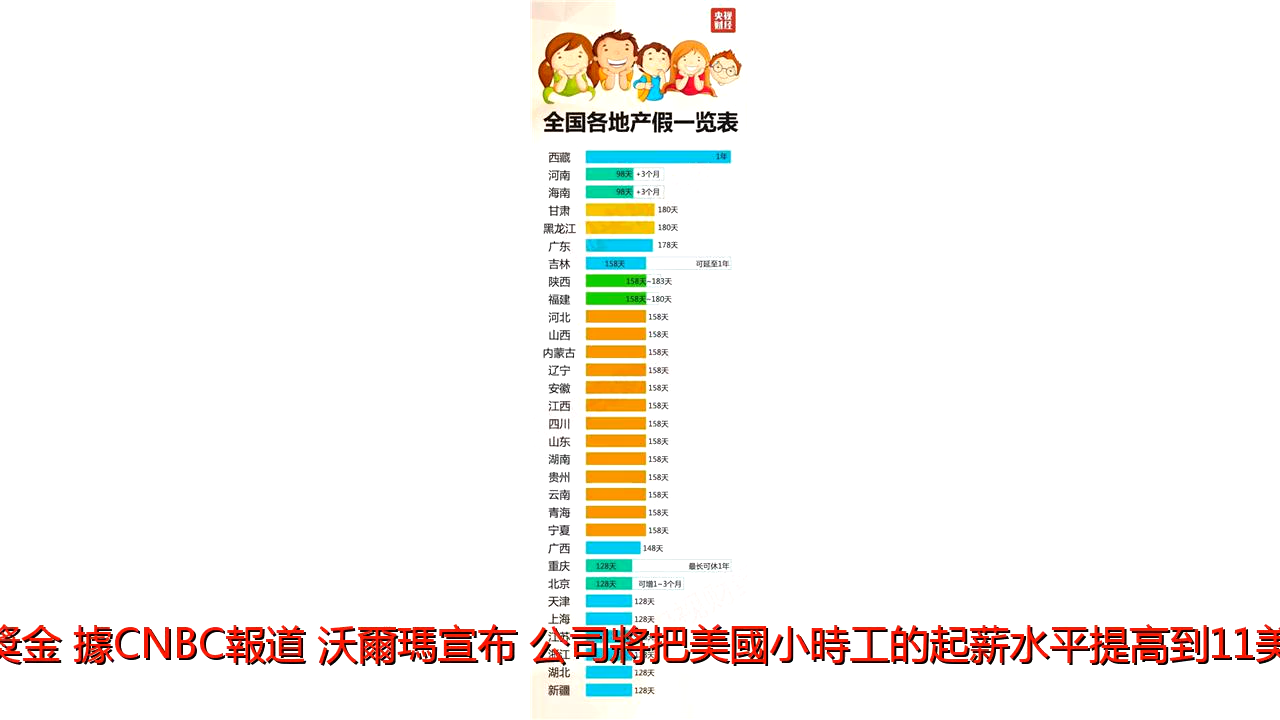 央视
财经
全国各地产假一览表
西藏 1年
河南 98天 +3个月
海南 98天 +3个月
甘肃 180天
黑龙江 180天
广东 178天
吉林 158天 可延至1年
陕西 158天~183天
福建 158天~180天
河北 158天
山西 158天
内蒙古 158天
辽宁 158天
安徽 158天
江西 158天
四川 158天
山东 158天
湖南 158天
贵州 158天
云南 158天
青海 158天
宁夏 158天
广西 148天
重庆 128天 最长可休1年
北京 128天 可增1~3个月
天津 128天
上海 128天
江苏
獎金 據CNBC報道 沃爾瑪宣布 公司將把美國小時工的起薪水平提高到11美
浙江
湖北 128天
新疆 128天